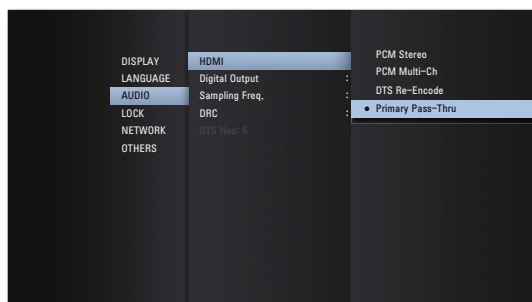 DISPLAY
LANGUAGE
AUDIO
LOCK
NETWORK
OTHERS
HDMI
Digital Output :
Sampling Freq. :
DRC :
DTS Neo: 6 :
PCM Stereo
PCM Multi-Ch
DTS Re-Encode
● Primary Pass-Thru